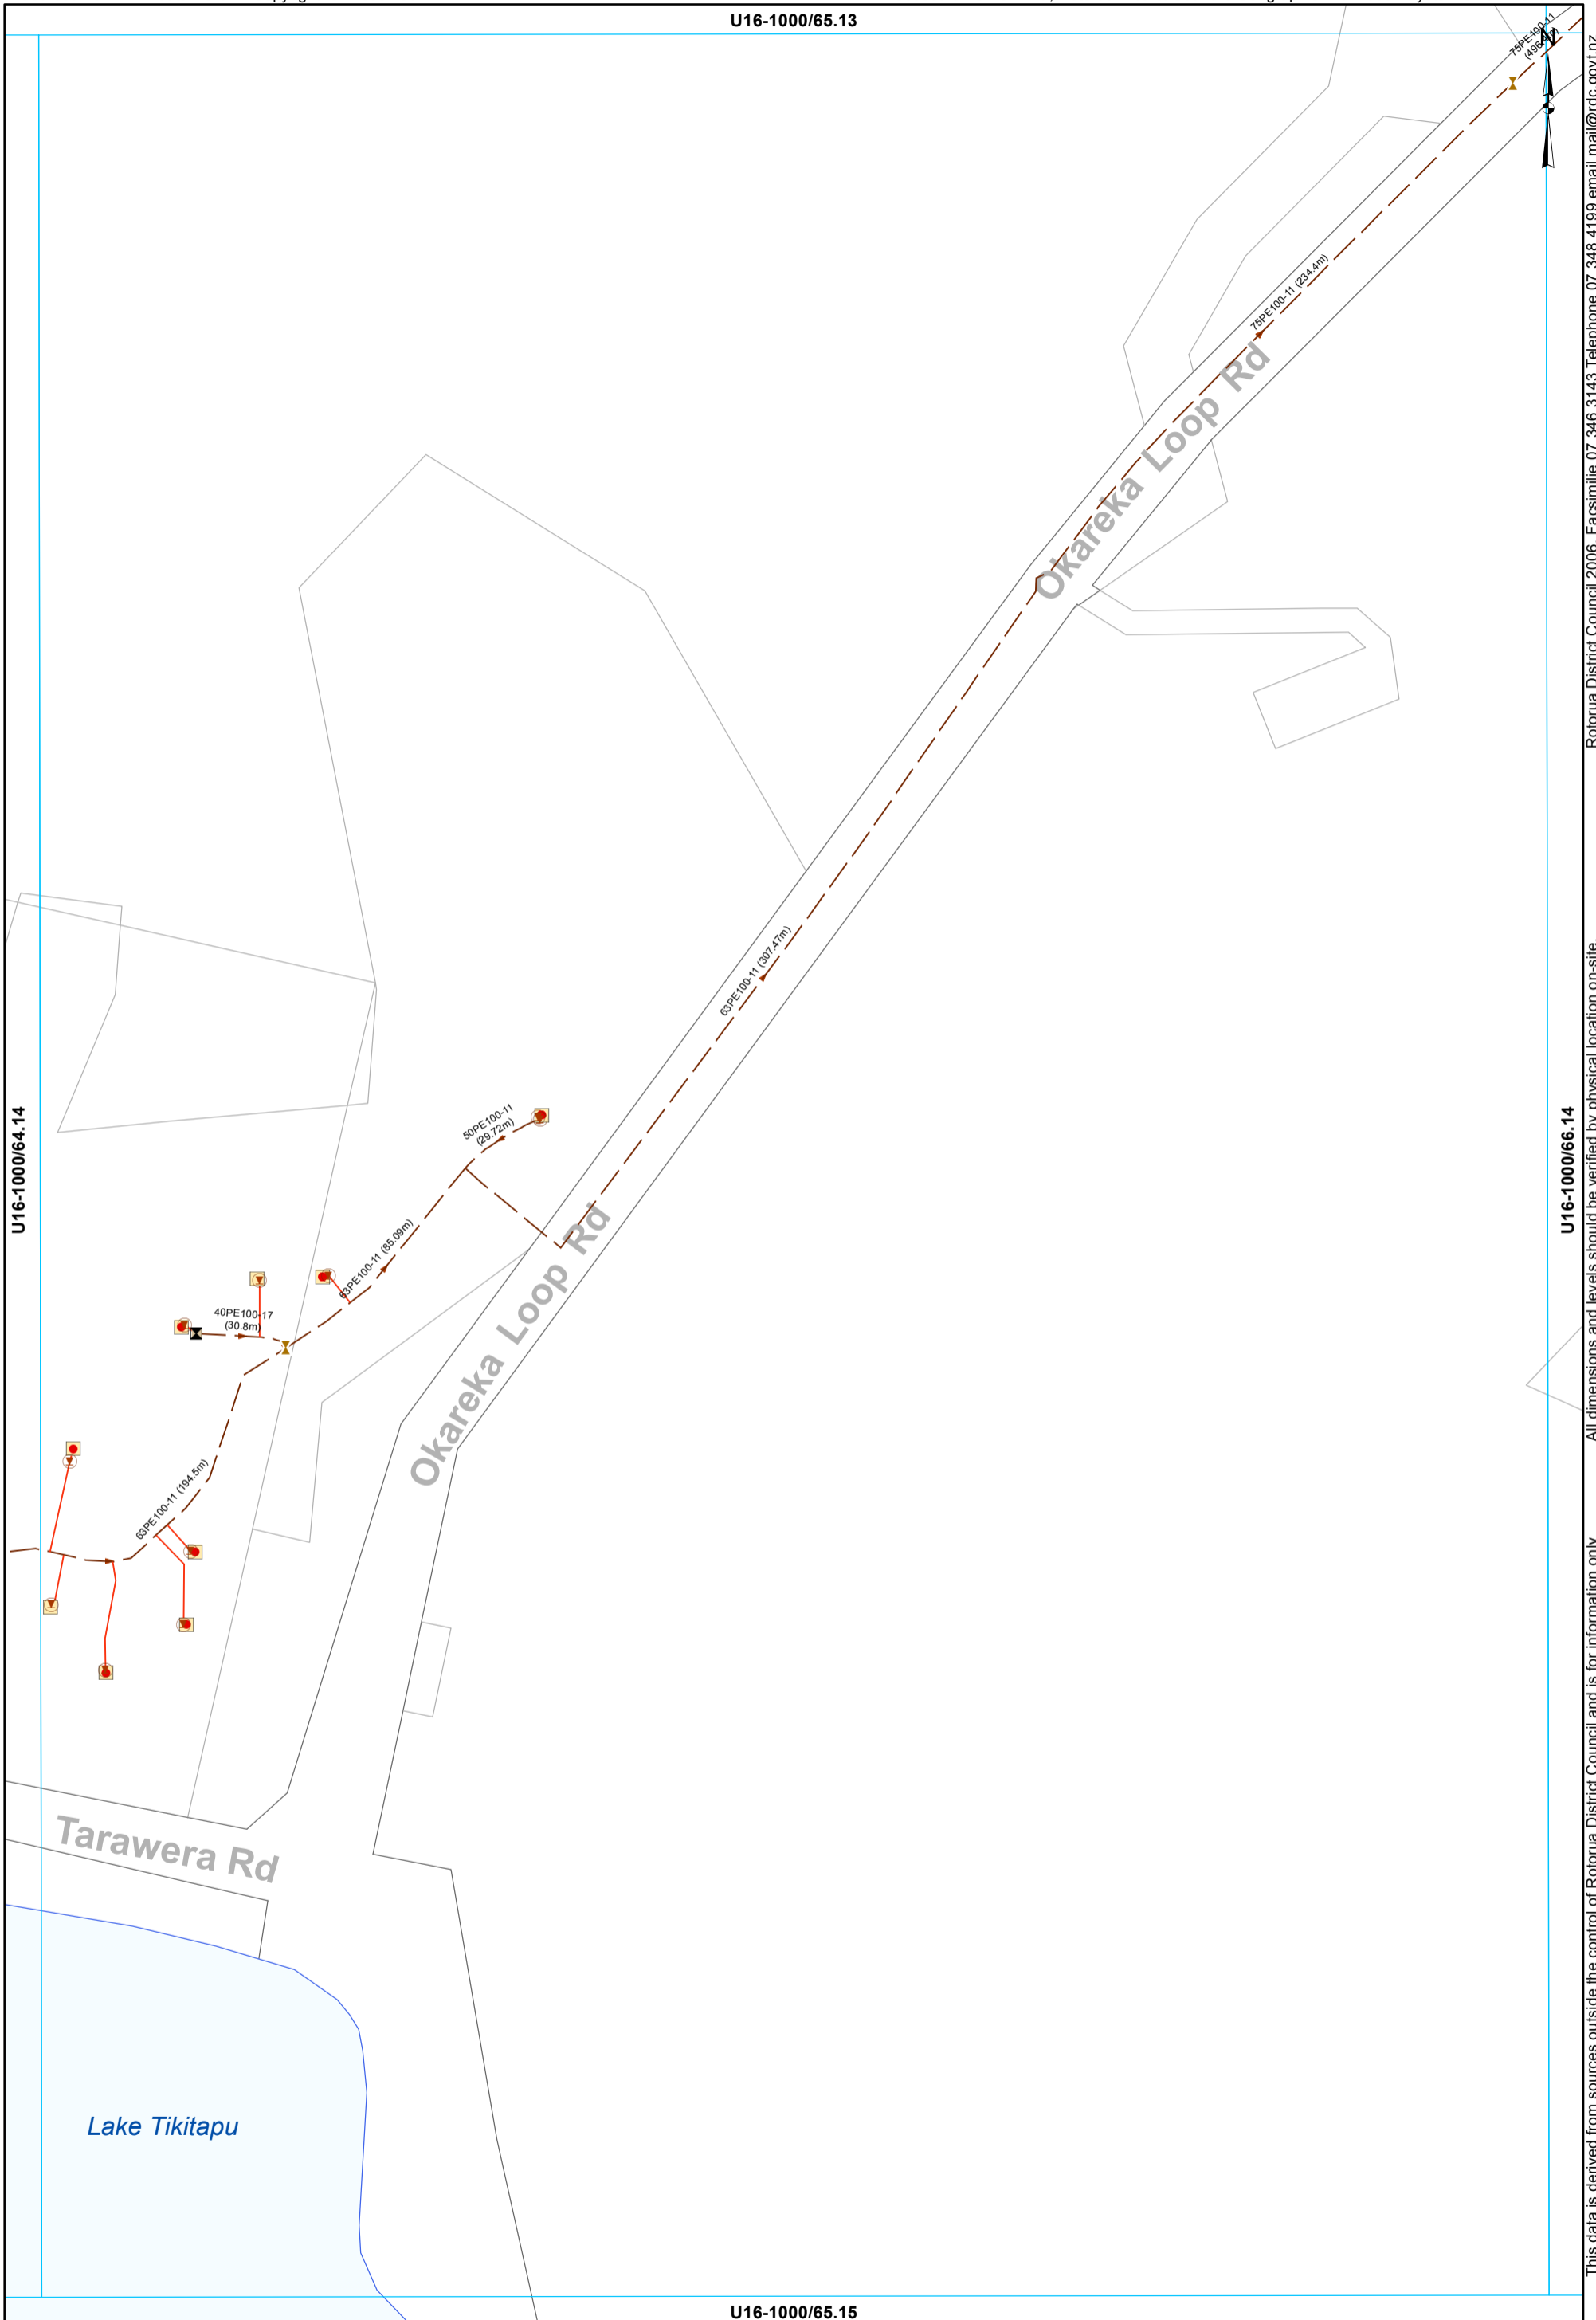 U16-1000/65.13
75PE100-11
N
75PE100-11 (234.4m)
Okareka Loop Rd
63PE100-11 (307.47m)
50PE100-11
(29.72m)
U16-1000/64.14
U16-1000/66.14
63PE100-11 (85.09m)
40PE100-17
(30.8m)
Okareka Loop Rd
63PE100-11 (194.5m)
Tarawera Rd
Lake Tikitapu
U16-1000/65.15
This data is derived from sources outside the control of Rotorua District Council and is for information only
All dimensions and levels should be verified by physical location on-site
Rotorua District Council 2006 Facsimilie 07 346 3143 Telephone 07 348 4199 email mail@rdc.govt.nz